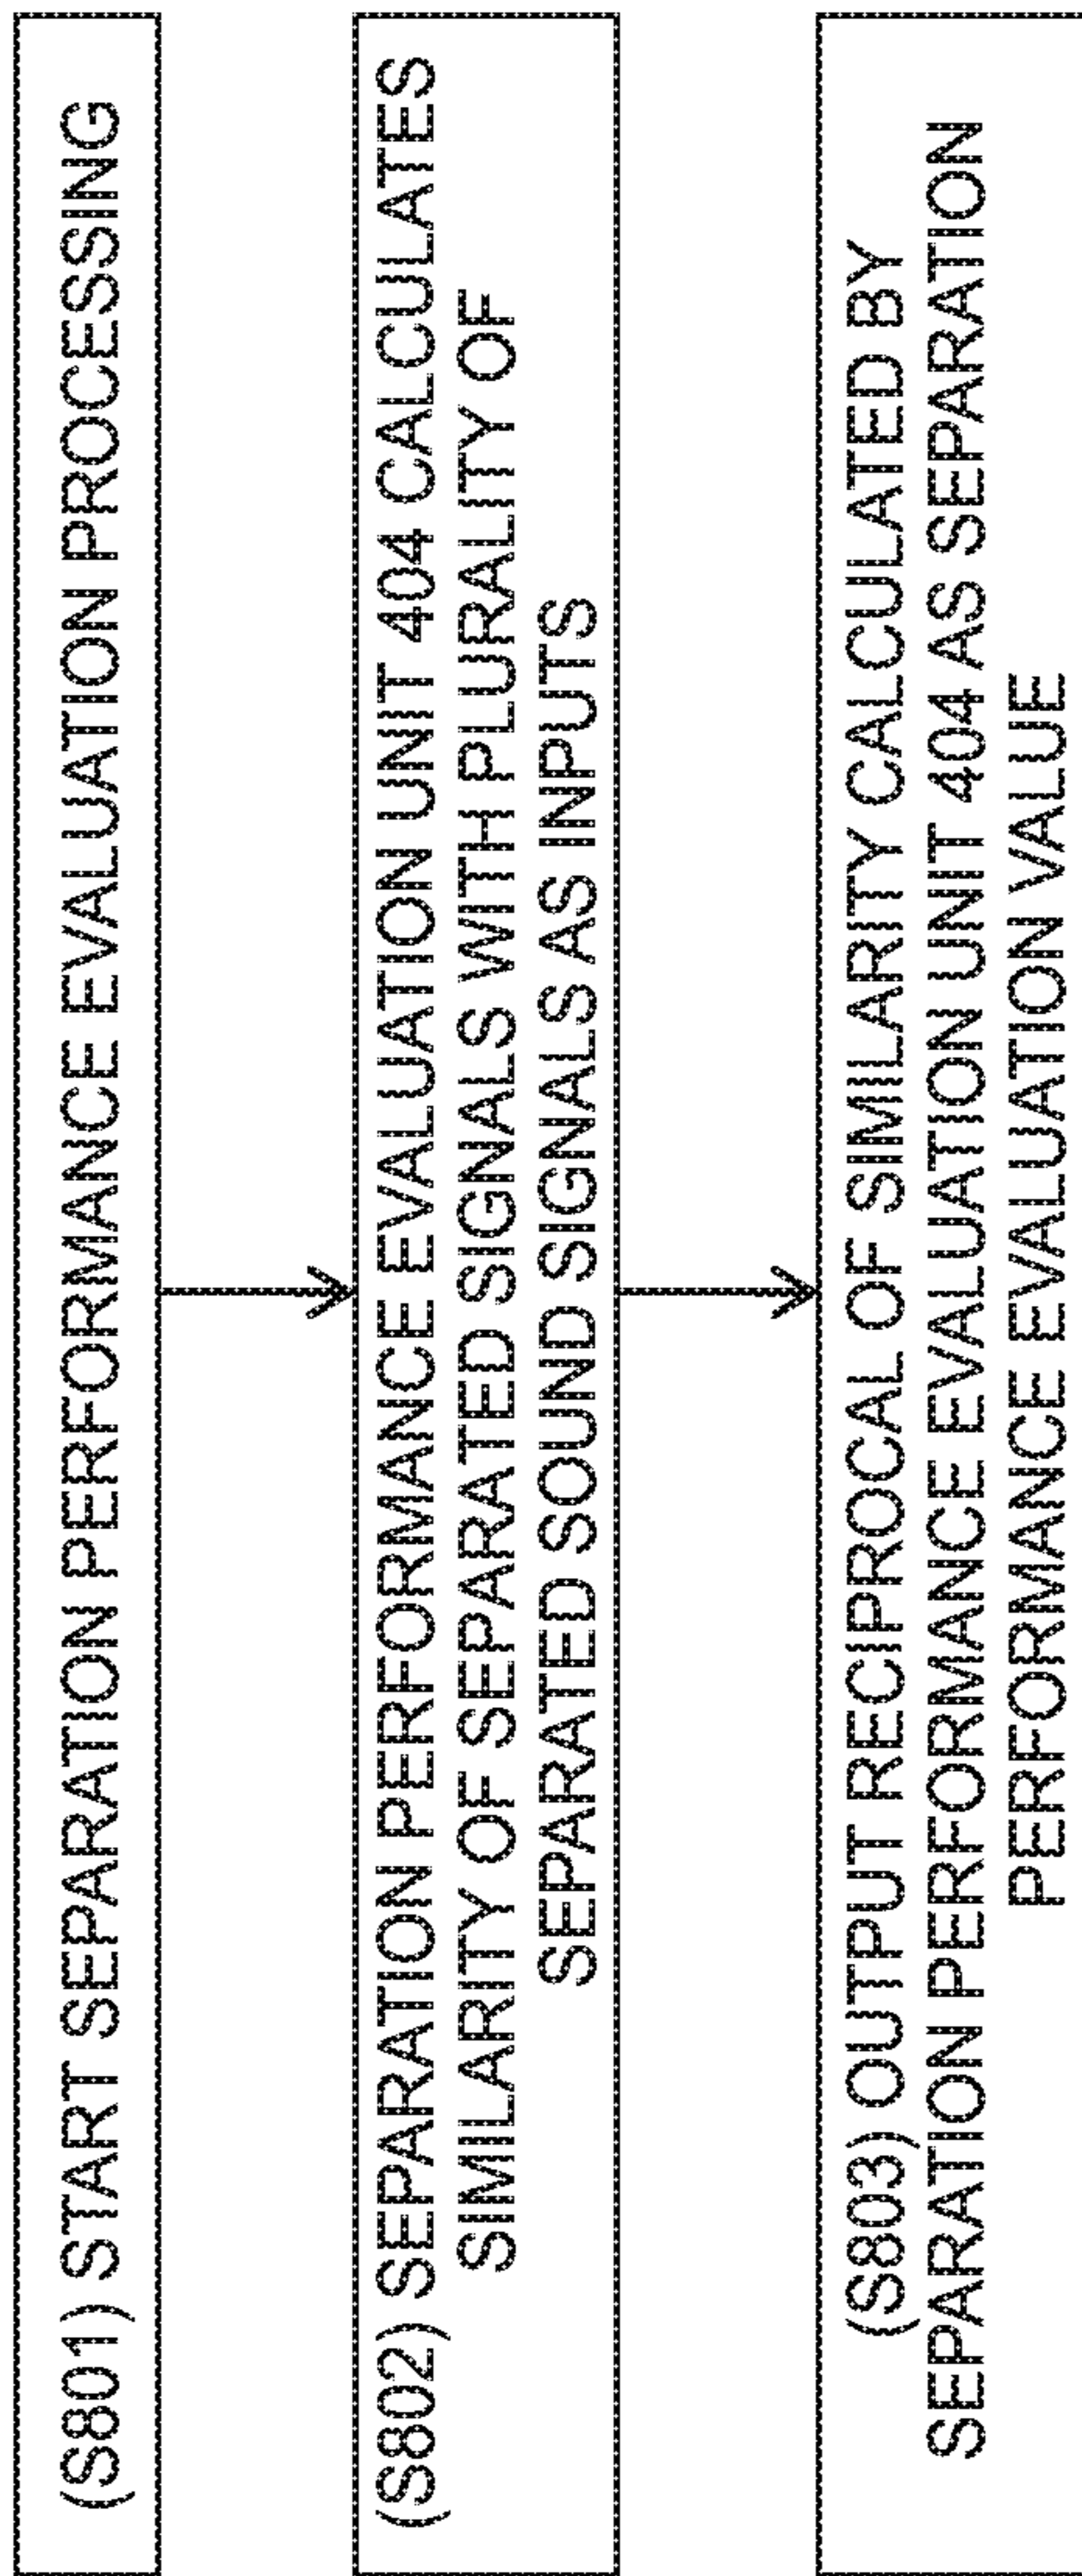 (S801) START SEPARATION PERFORMANCE EVALUATION PROCESSING
(S802) SEPARATION PERFORMANCE EVALUATION UNIT 404 CALCULATES
SIMILARITY OF SEPARATED SIGNALS WITH PLURALITY OF
SEPARATED SOUND SIGNALS AS INPUTS
(S803) OUTPUT RECIPROCAL OF SIMILARITY CALCULATED BY
SEPARATION PERFORMANCE EVALUATION UNIT 404 AS SEPARATION
PERFORMANCE EVALUATION VALUE